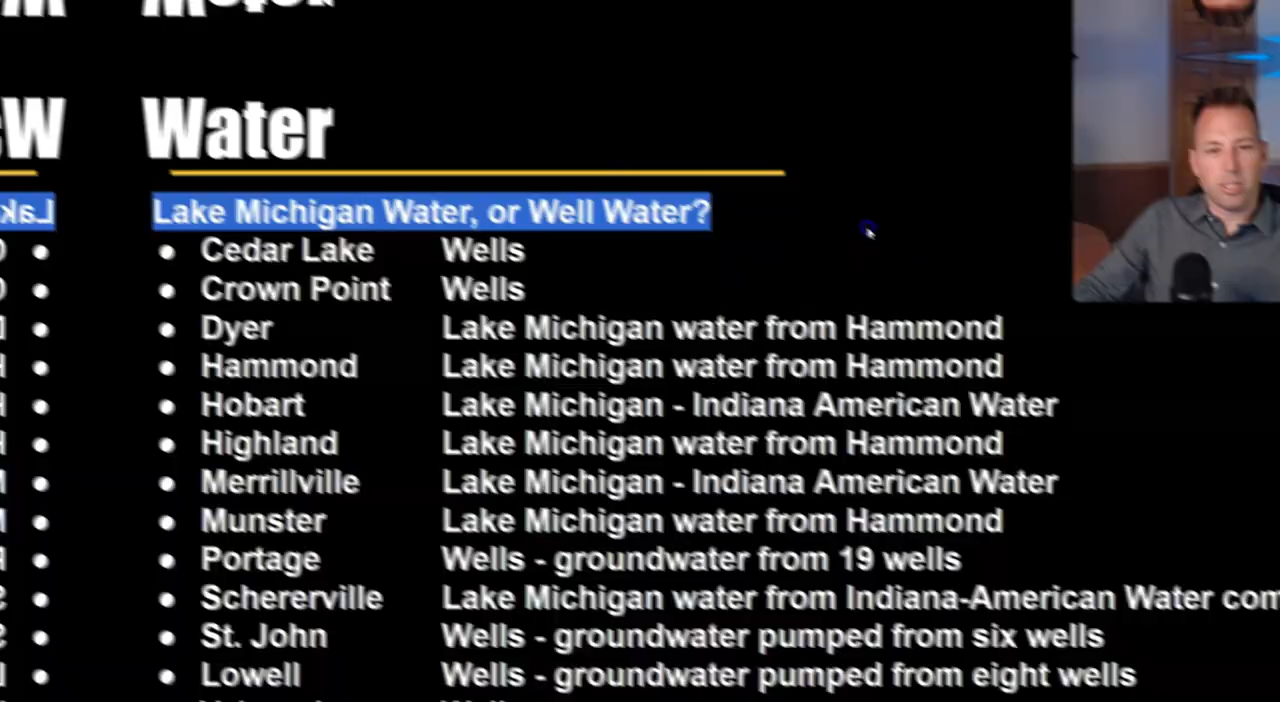 Water
Lake Michigan Water, or Well Water?
• Cedar Lake Wells
• Crown Point Wells
• Dyer Lake Michigan water from Hammond
• Hammond Lake Michigan water from Hammond
• Hobart Lake Michigan - Indiana American Water
• Highland Lake Michigan water from Hammond
• Merrillville Lake Michigan - Indiana American Water
• Munster Lake Michigan water from Hammond
• Portage Wells - groundwater from 19 wells
• Schererville Lake Michigan water from Indiana-American Water com
• St. John Wells - groundwater pumped from six wells
• Lowell Wells - groundwater pumped from eight wells